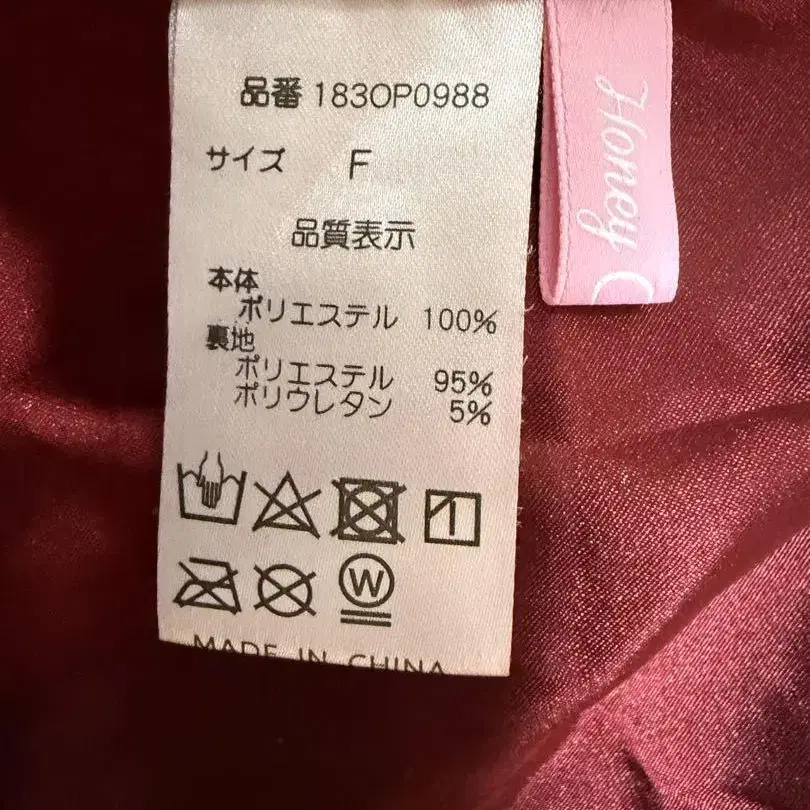 品番 183OP0988
サイズ F
品質表示
本体
ポリエステル 100%
裏地
ポリエステル 95%
ポリウレタン 5%
W
MADE IN CHINA
Honey